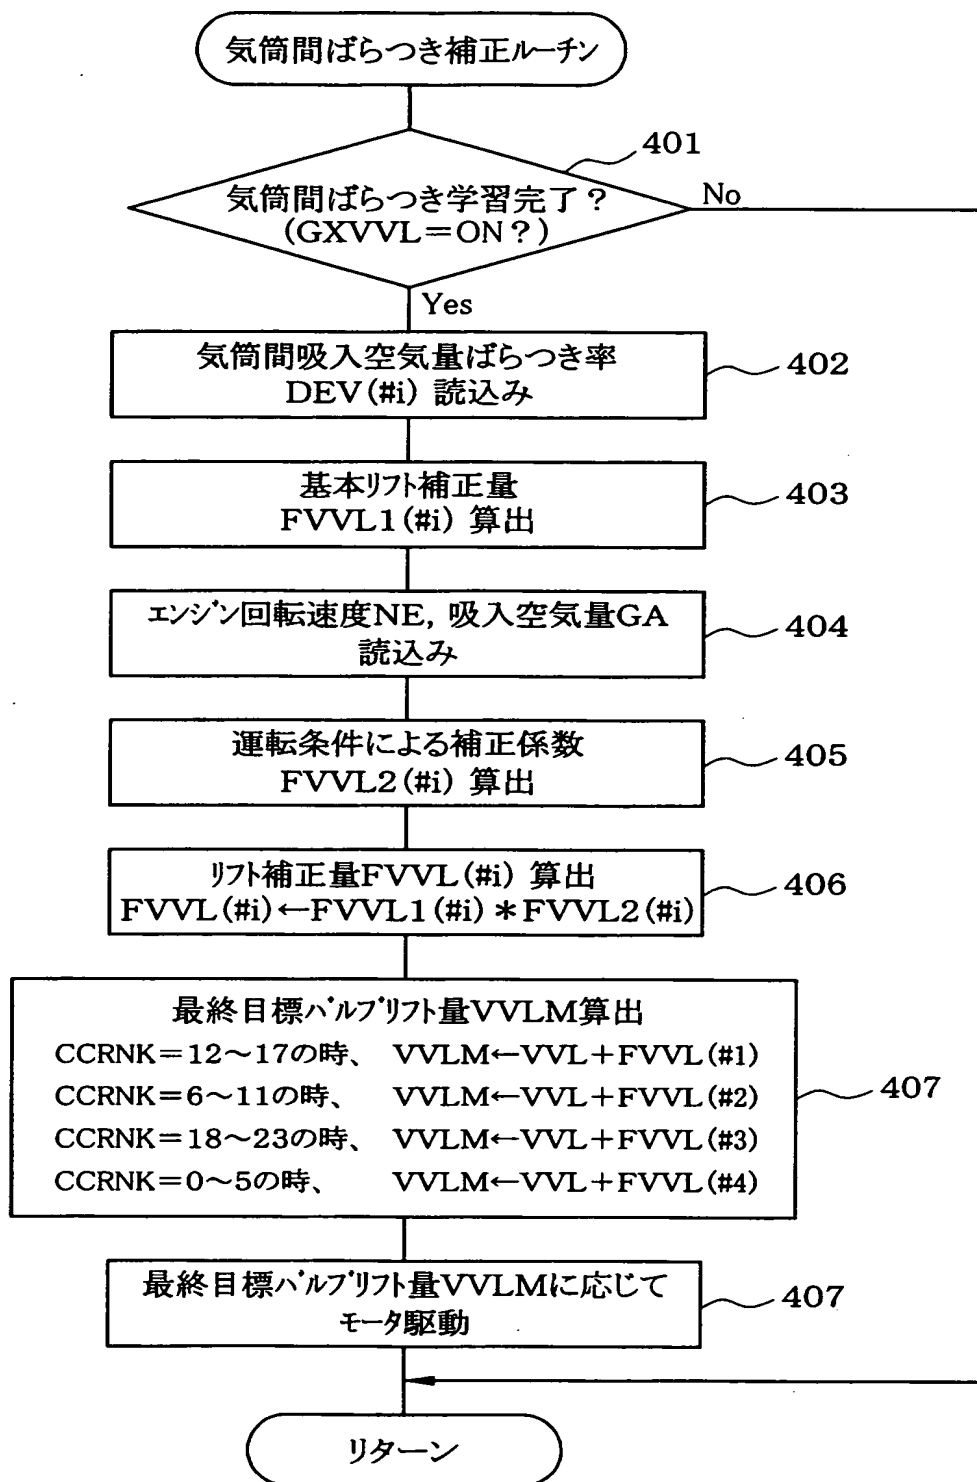 気筒間ばらつき補正ルーチン
401
気筒間ばらつき学習完了？
(GXVVL＝ON？)
No
Yes
気筒間吸入空気量ばらつき率
DEV(#i) 読込み
402
基本リフト補正量
FVVL1(#i) 算出
403
エンジン回転速度NE, 吸入空気量GA
読込み
404
運転条件による補正係数
FVVL2(#i) 算出
405
リフト補正量FVVL(#i) 算出
FVVL(#i)←FVVL1(#i)＊FVVL2(#i)
406
最終目標バルブリフト量VVLM算出
CCRNK＝12～17の時、 VVLM←VVL＋FVVL(#1)
CCRNK＝6～11の時、 VVLM←VVL＋FVVL(#2)
CCRNK＝18～23の時、 VVLM←VVL＋FVVL(#3)
CCRNK＝0～5の時、 VVLM←VVL＋FVVL(#4)
407
最終目標バルブリフト量VVLMに応じて
モータ駆動
407
リターン